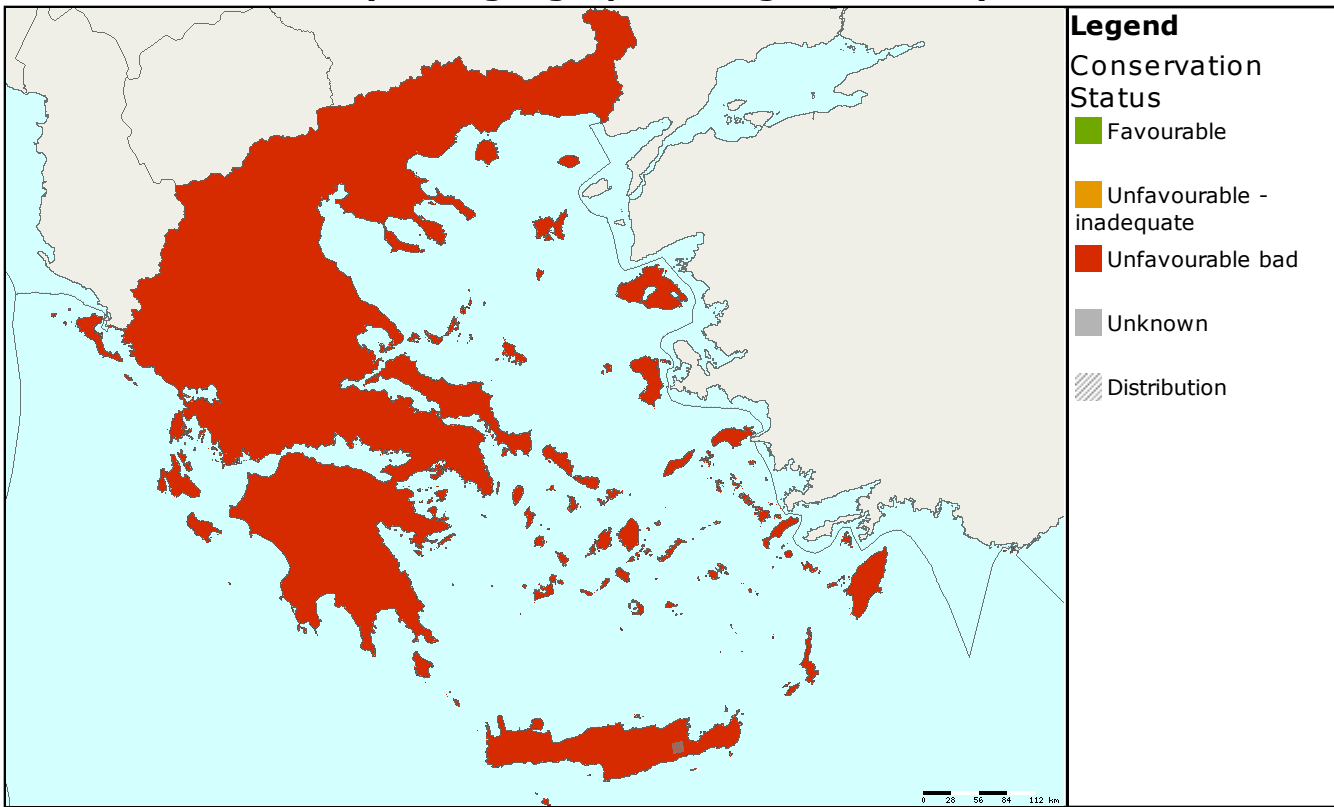 Legend
Conservation
Status
Favourable
Unfavourable -
inadequate
Unfavourable bad
Unknown
Distribution
0 28 56 84 112 km